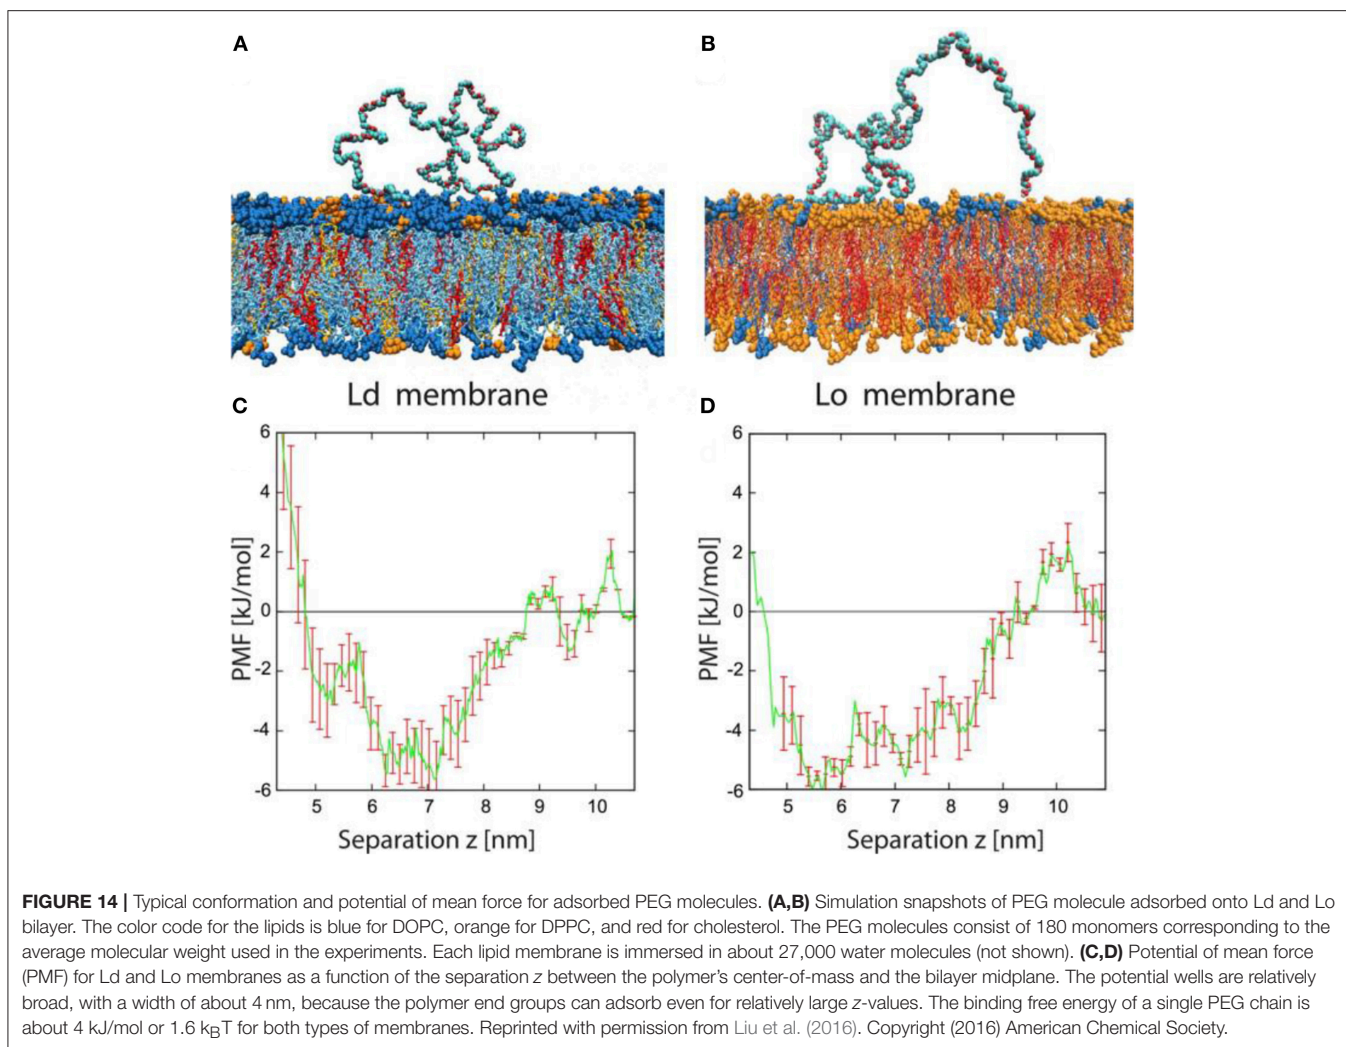 A
B
Ld membrane
Lo membrane
C
D
6
4
2
0
-2
-4
-6
PMF [kJ/mol]
5 6 7 8 9 10
Separation z [nm]
6
4
2
0
-2
-4
-6
PMF [kJ/mol]
5 6 7 8 9 10
Separation z [nm]
FIGURE 14 | Typical conformation and potential of mean force for adsorbed PEG molecules. (A,B) Simulation snapshots of PEG molecule adsorbed onto Ld and Lo
bilayer. The color code for the lipids is blue for DOPC, orange for DPPC, and red for cholesterol. The PEG molecules consist of 180 monomers corresponding to the
average molecular weight used in the experiments. Each lipid membrane is immersed in about 27,000 water molecules (not shown). (C,D) Potential of mean force
(PMF) for Ld and Lo membranes as a function of the separation z between the polymer's center-of-mass and the bilayer midplane. The potential wells are relatively
broad, with a width of about 4 nm, because the polymer end groups can adsorb even for relatively large z-values. The binding free energy of a single PEG chain is
about 4 kJ/mol or 1.6 kBT for both types of membranes. Reprinted with permission from Liu et al. (2016). Copyright (2016) American Chemical Society.